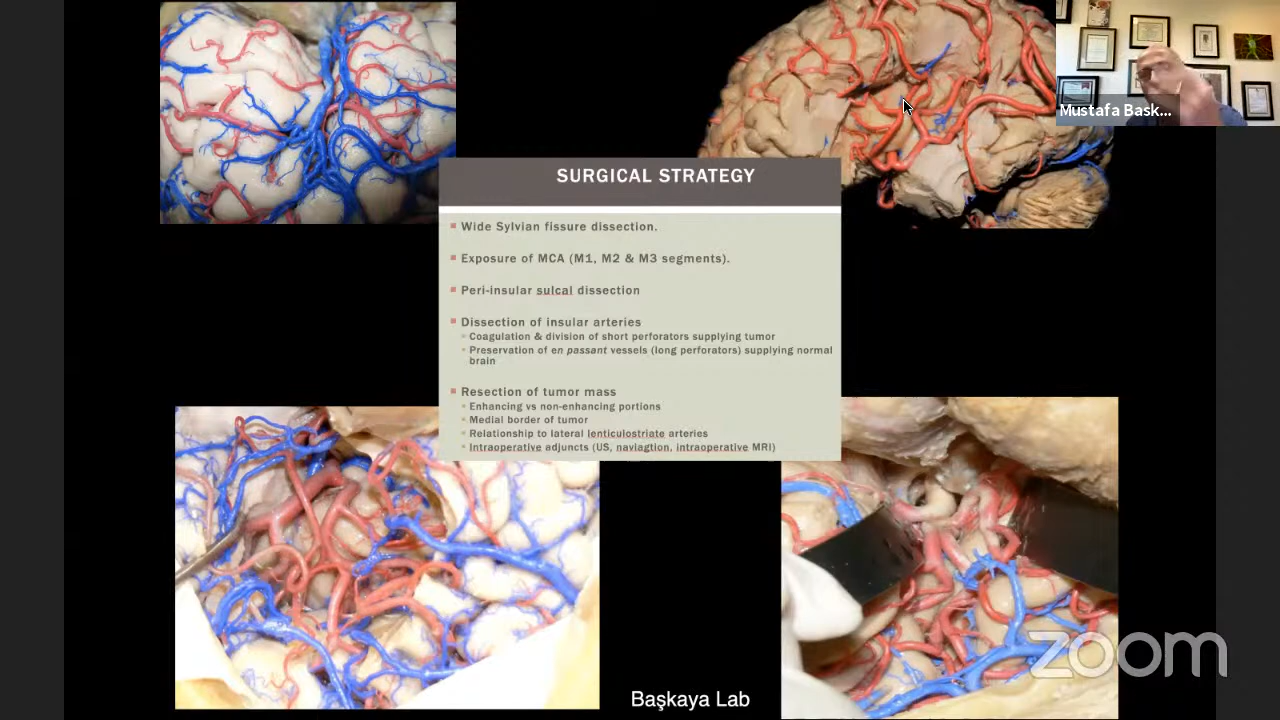 Mustafa Bask...
SURGICAL STRATEGY
Wide Sylvian fissure dissection.
Exposure of MCA (M1, M2 & M3 segments).
Peri-insular sulcal dissection
Dissection of insular arteries
Coagulation & division of short perforators supplying tumor
Preservation of en passant vessels (long perforators) supplying normal
brain
Resection of tumor mass
Enhancing vs non-enhancing portions
Medial border of tumor
Relationship to lateral lenticulostriate arteries
Intraoperative adjuncts (US, naviagtion, intraoperative MRI)
zoom
Başkaya Lab